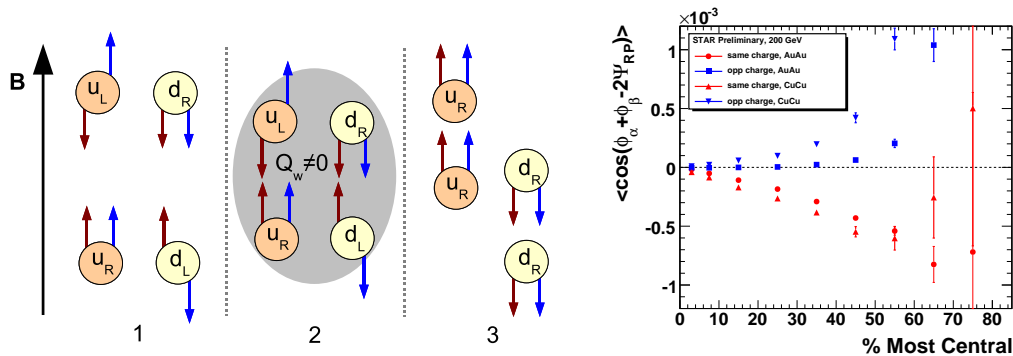 B
u_L
d_R
u_R
d_L
1
u_L
d_R
Q_w≠0
u_R
d_L
2
u_R
u_R
d_R
d_R
3
×10^-3
STAR Preliminary, 200 GeV
same charge, AuAu
opp charge, AuAu
same charge, CuCu
opp charge, CuCu
<cos(ϕ_α+ϕ_β-2Ψ_RP)>
1
0.5
0
-0.5
-1
0 10 20 30 40 50 60 70 80
% Most Central